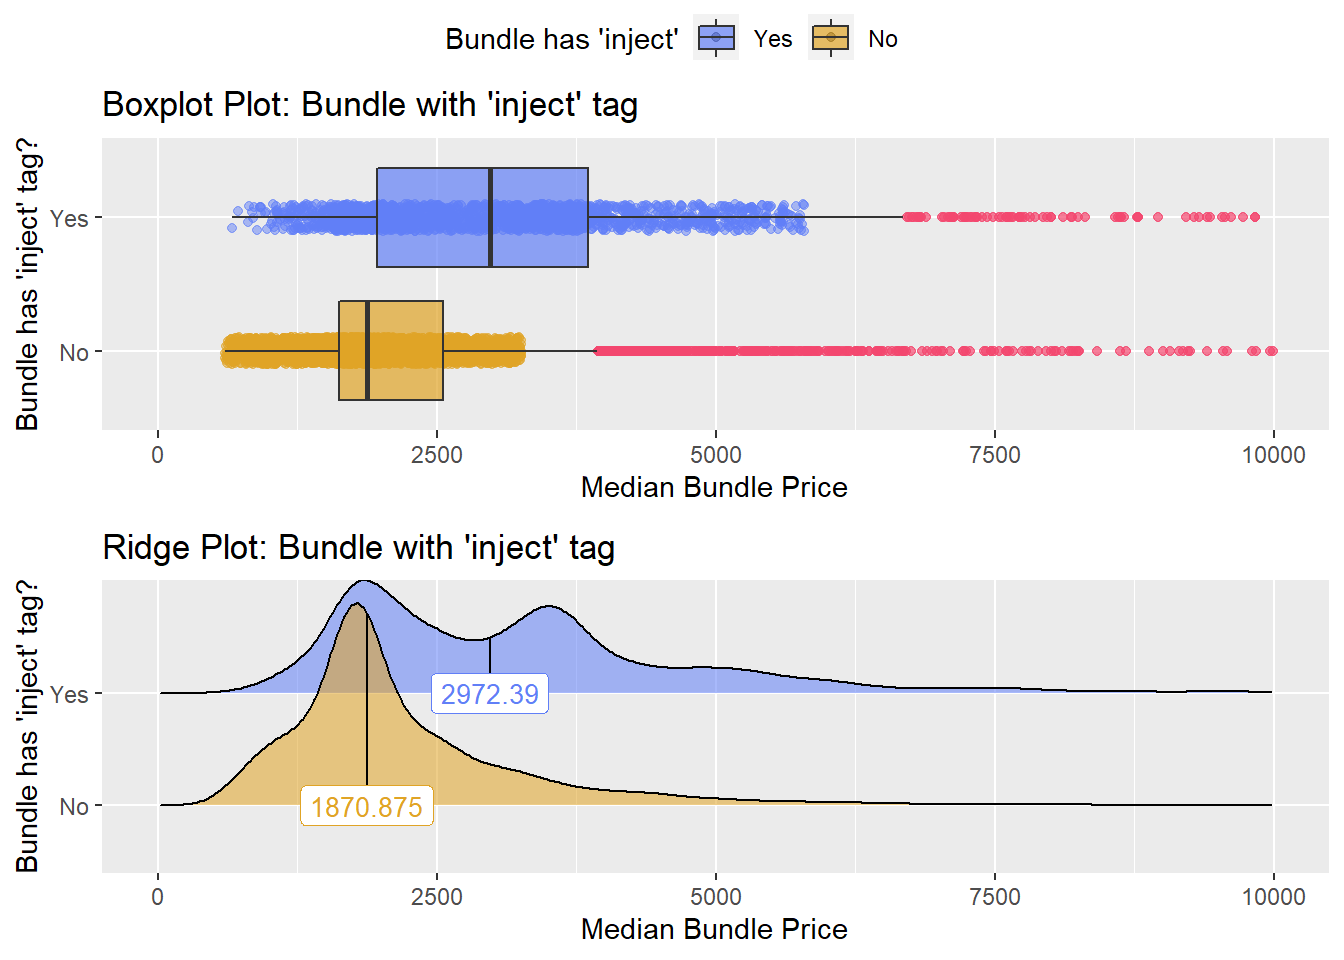 Bundle has 'inject' Yes No
Boxplot Plot: Bundle with 'inject' tag
Bundle has 'inject' tag?
Yes
No
0 2500 5000 7500 10000
Median Bundle Price
Ridge Plot: Bundle with 'inject' tag
Bundle has 'inject' tag?
Yes
2972.39
No
1870.875
0 2500 5000 7500 10000
Median Bundle Price